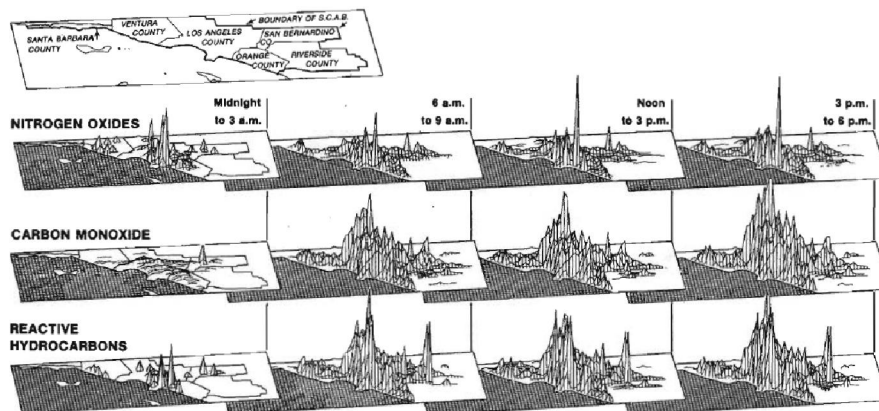 BOUNDARY OF S.C.A.B.
VENTURA
COUNTY
SANTA BARBARA
COUNTY
LOS ANGELES
COUNTY
SAN BERNARDINO
CO.
ORANGE
COUNTY
RIVERSIDE
COUNTY
Midnight
to 3 a.m.
6 a.m.
to 9 a.m.
Noon
to 3 p.m.
3 p.m.
to 6 p.m.
NITROGEN OXIDES
CARBON MONOXIDE
REACTIVE
HYDROCARBONS